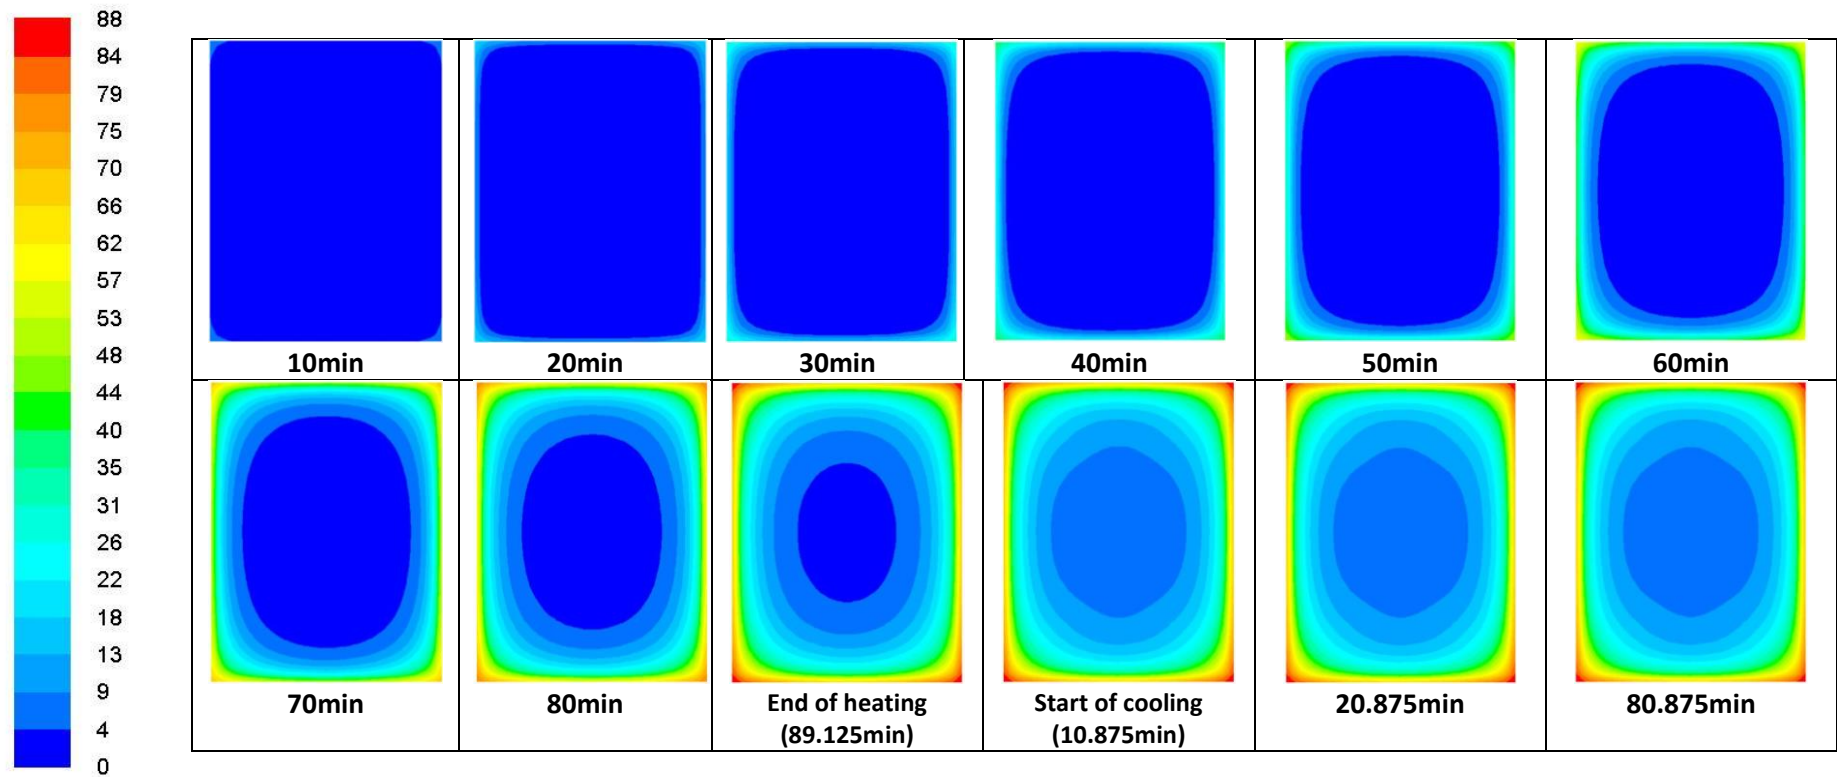 88
84
79
75
70
66
62
57
53
48
44
40
35
31
26
22
18
13
9
4
0
10min
20min
30min
40min
50min
60min
70min
80min
End of heating
(89.125min)
Start of cooling
(10.875min)
20.875min
80.875min